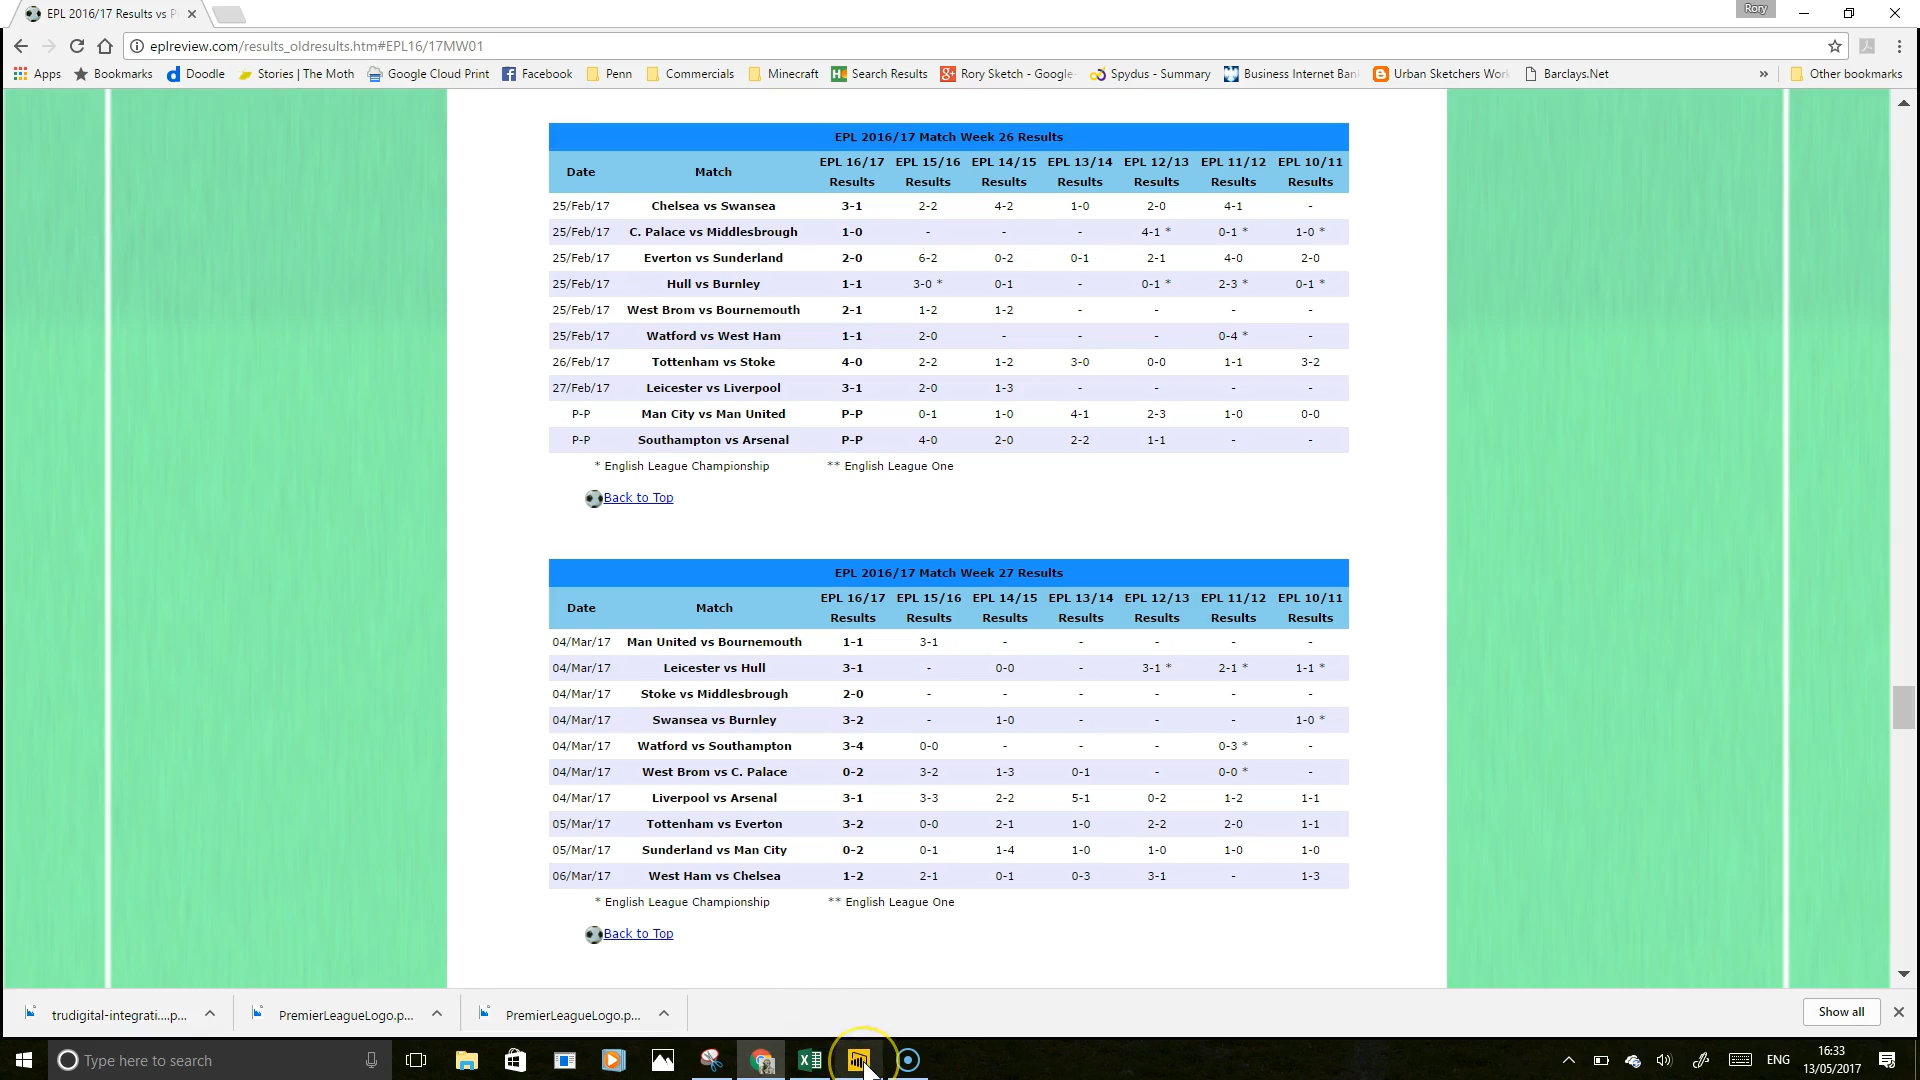 EPL 2016/17 Results vs P
Rory
eplreview.com/results_oldresults.htm#EPL16/17MW01
Apps Bookmarks Doodle Stories | The Moth Google Cloud Print Facebook Penn Commercials Minecraft Search Results Rory Sketch - Google Spydus - Summary Business Internet Ban Urban Sketchers Wor Barclays.Net » Other bookmarks
EPL 2016/17 Match Week 26 Results
Date Match EPL 16/17 Results EPL 15/16 Results EPL 14/15 Results EPL 13/14 Results EPL 12/13 Results EPL 11/12 Results EPL 10/11 Results
25/Feb/17 Chelsea vs Swansea 3-1 2-2 4-2 1-0 2-0 4-1 -
25/Feb/17 C. Palace vs Middlesbrough 1-0 - - - 4-1 * 0-1 * 1-0 *
25/Feb/17 Everton vs Sunderland 2-0 6-2 0-2 0-1 2-1 4-0 2-0
25/Feb/17 Hull vs Burnley 1-1 3-0 * 0-1 - 0-1 * 2-3 * 0-1 *
25/Feb/17 West Brom vs Bournemouth 2-1 1-2 1-2 - - - -
25/Feb/17 Watford vs West Ham 1-1 2-0 - - - 0-4 * -
26/Feb/17 Tottenham vs Stoke 4-0 2-2 1-2 3-0 0-0 1-1 3-2
27/Feb/17 Leicester vs Liverpool 3-1 2-0 1-3 - - - -
P-P Man City vs Man United P-P 0-1 1-0 4-1 2-3 1-0 0-0
P-P Southampton vs Arsenal P-P 4-0 2-0 2-2 1-1 - -
* English League Championship ** English League One
Back to Top
EPL 2016/17 Match Week 27 Results
Date Match EPL 16/17 Results EPL 15/16 Results EPL 14/15 Results EPL 13/14 Results EPL 12/13 Results EPL 11/12 Results EPL 10/11 Results
04/Mar/17 Man United vs Bournemouth 1-1 3-1 - - - - -
04/Mar/17 Leicester vs Hull 3-1 - 0-0 - 3-1 * 2-1 * 1-1 *
04/Mar/17 Stoke vs Middlesbrough 2-0 - - - - - -
04/Mar/17 Swansea vs Burnley 3-2 - 1-0 - - - 1-0 *
04/Mar/17 Watford vs Southampton 3-4 0-0 - - - 0-3 * -
04/Mar/17 West Brom vs C. Palace 0-2 3-2 1-3 0-1 - 0-0 * -
04/Mar/17 Liverpool vs Arsenal 3-1 3-3 2-2 5-1 0-2 1-2 1-1
05/Mar/17 Tottenham vs Everton 3-2 0-0 2-1 1-0 2-2 2-0 1-1
05/Mar/17 Sunderland vs Man City 0-2 0-1 1-4 1-0 1-0 1-0 1-0
06/Mar/17 West Ham vs Chelsea 1-2 2-1 0-1 0-3 3-1 - 1-3
* English League Championship ** English League One
Back to Top
trudigital-integrati....p... PremierLeagueLogo.p... PremierLeagueLogo.p... Show all
Type here to search
ENG 16:33
13/05/2017